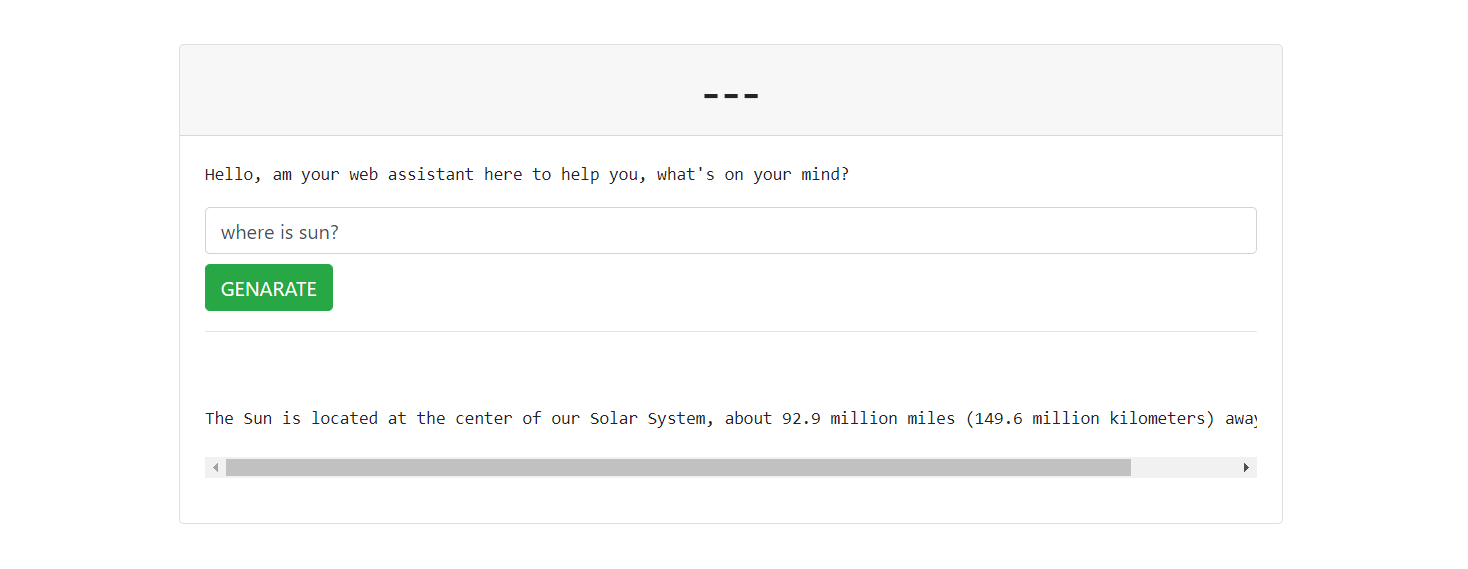 ---
Hello, am your web assistant here to help you, what's on your mind?
where is sun?
GENARATE
The Sun is located at the center of our Solar System, about 92.9 million miles (149.6 million kilometers) away